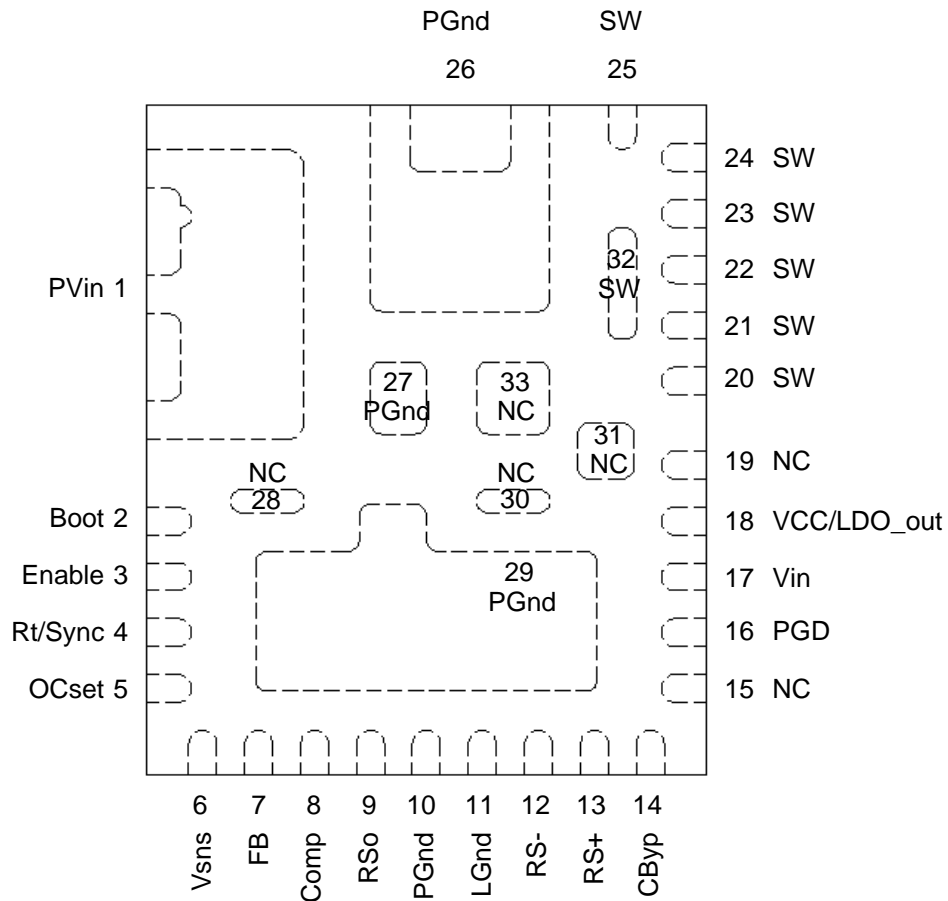 PGnd SW
26 25
24 SW
23 SW
32
SW
22 SW
PVin 1
21 SW
20 SW
27
PGnd
33
NC
31
NC
19 NC
NC
28
NC
30
Boot 2
18 VCC/LDO_out
Enable 3
29
PGnd
17 Vin
Rt/Sync 4
16 PGD
OCset 5
15 NC
6 7 8 9 10 11 12 13 14
Vsns FB Comp RSo PGnd LGnd RS- RS+ CByp